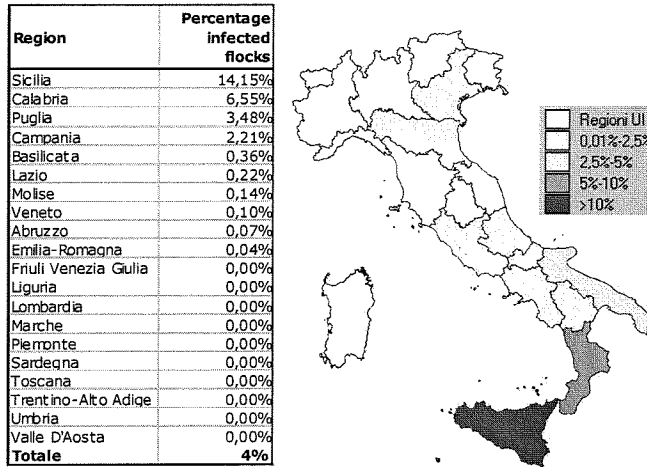 Region Percentage infected flocks
Sicilia 14,15%
Calabria 6,55%
Puglia 3,48%
Campania 2,21%
Basilicata 0,36%
Lazio 0,22%
Molise 0,14%
Veneto 0,10%
Abruzzo 0,07%
Emilia-Romagna 0,04%
Friuli Venezia Giulia 0,00%
Liguria 0,00%
Lombardia 0,00%
Marche 0,00%
Piemonte 0,00%
Sardegna 0,00%
Toscana 0,00%
Trentino-Alto Adige 0,00%
Umbria 0,00%
Valle D'Aosta 0,00%
Totale 4%
Regioni UI
0,01%-2,5%
2,5%-5%
5%-10%
>10%